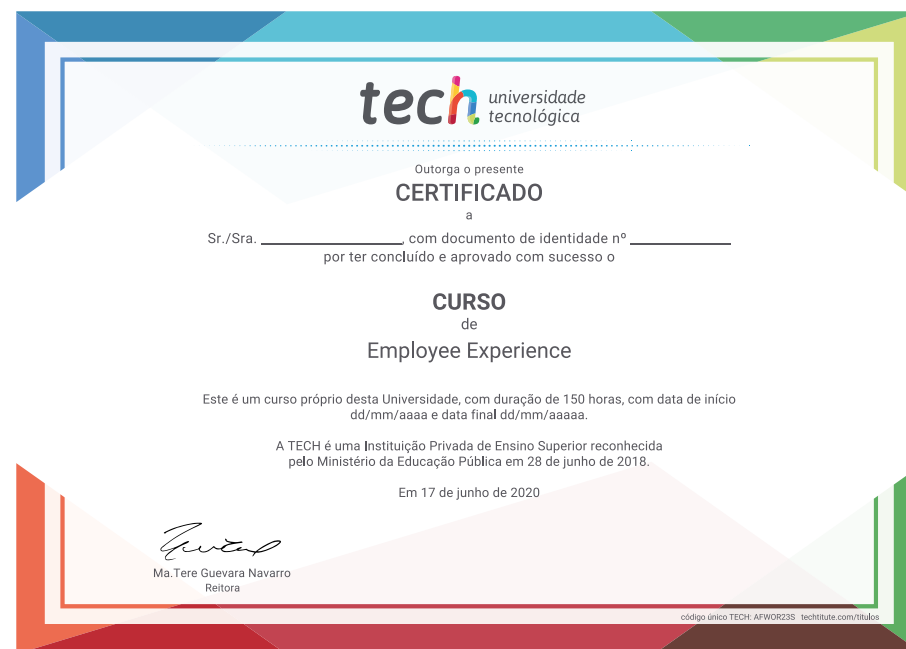 tech universidade
tecnológica
Outorga o presente
CERTIFICADO
a
Sr./Sra. ________________, com documento de identidade nº ____________
por ter concluído e aprovado com sucesso o
CURSO
de
Employee Experience
Este é um curso próprio desta Universidade, com duração de 150 horas, com data de início
dd/mm/aaaa e data final dd/mm/aaaaa.
A TECH é uma Instituição Privada de Ensino Superior reconhecida
pelo Ministério da Educação Pública em 28 de junho de 2018.
Em 17 de junho de 2020
Ma.Tere Guevara Navarro
Reitora
código único TECH: AFWOR23S techtitute.com/titulos